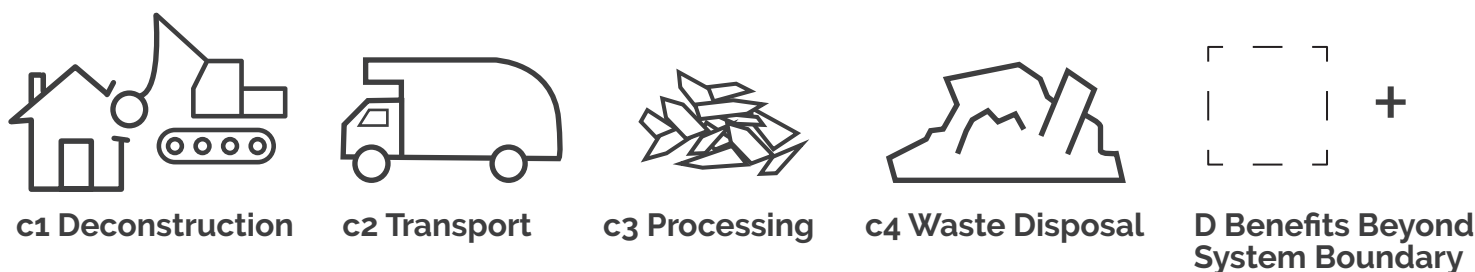 c1 Deconstruction
c2 Transport
c3 Processing
c4 Waste Disposal
D Benefits Beyond
System Boundary